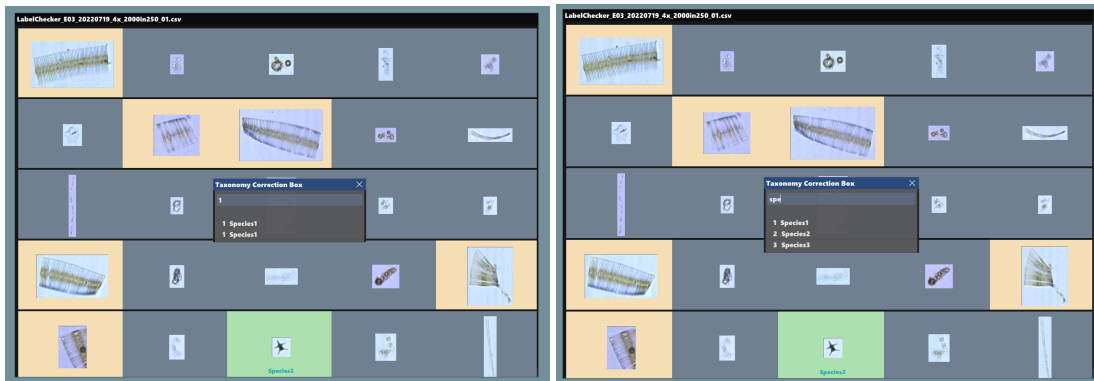 LabelChecker_E03_20220719_4x_2000in250_01.csv
Taxonomy Correction Box
1
1 Species1
1 Species1
Species2
LabelChecker_E03_20220719_4x_2000in250_01.csv
Taxonomy Correction Box
spe
1 Species1
2 Species2
3 Species3
Species2